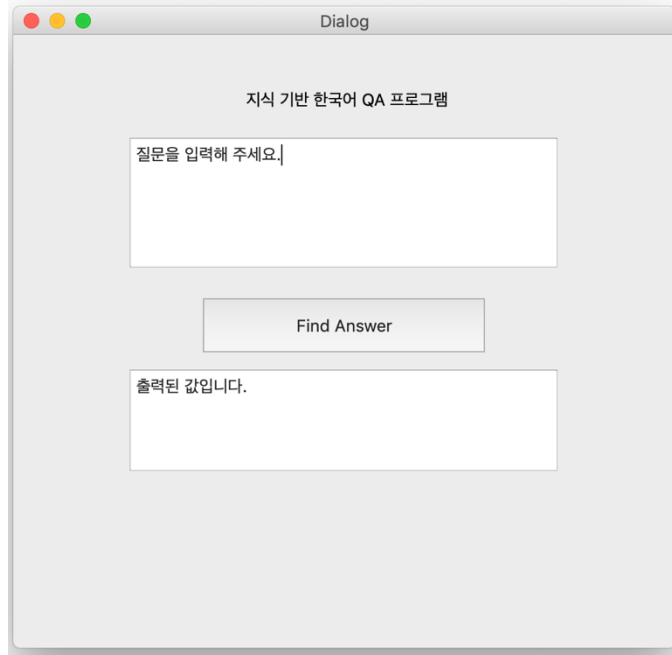 Dialog
지식 기반 한국어 QA 프로그램
질문을 입력해 주세요.
Find Answer
출력된 값입니다.